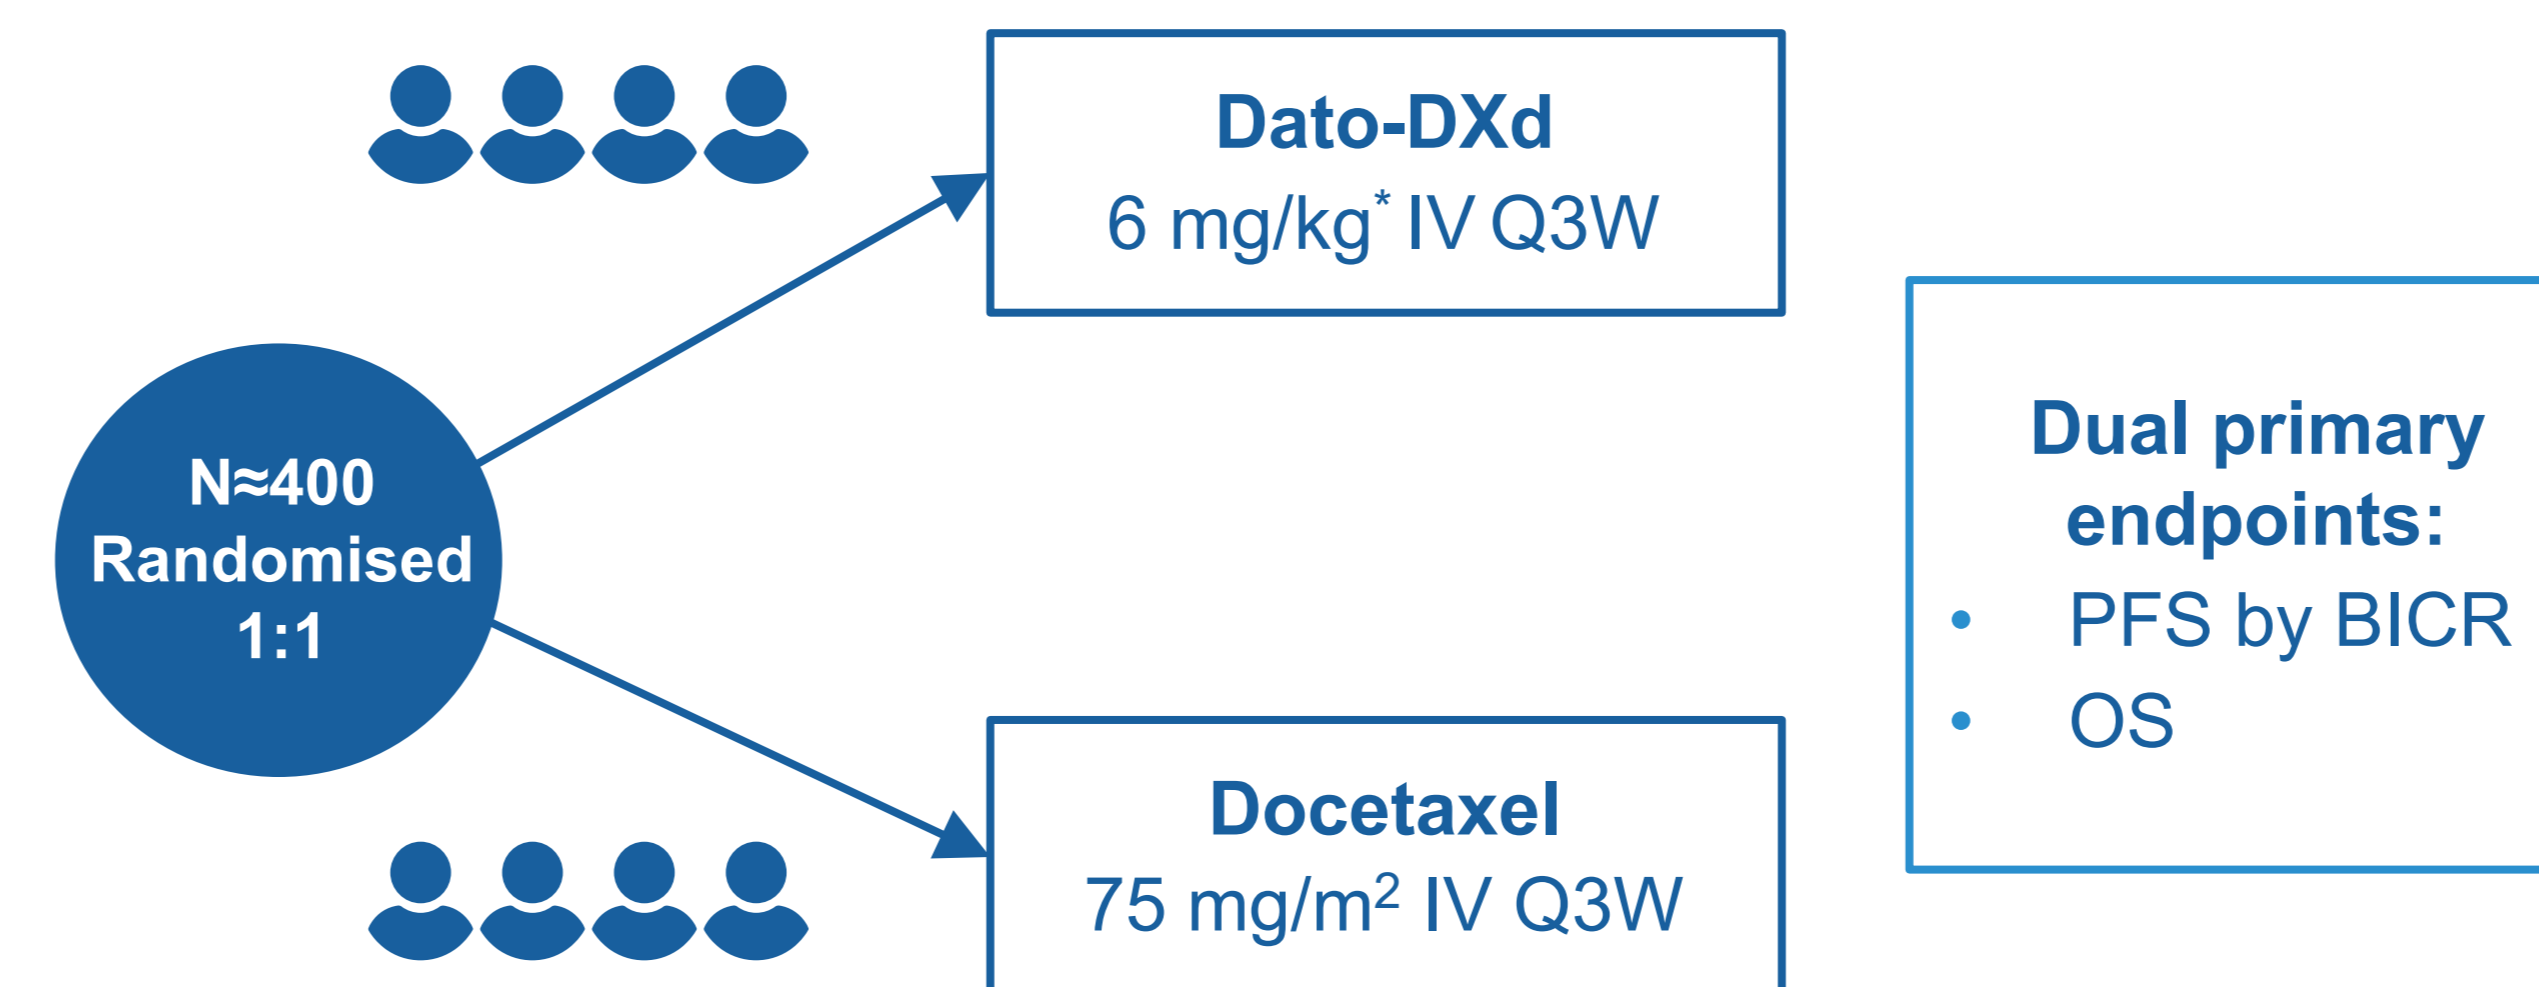 Dato-DXd
6 mg/kg* IV Q3W
N≈400
Randomised
1:1
Docetaxel
75 mg/m² IV Q3W
Dual primary
endpoints:
• PFS by BICR
• OS